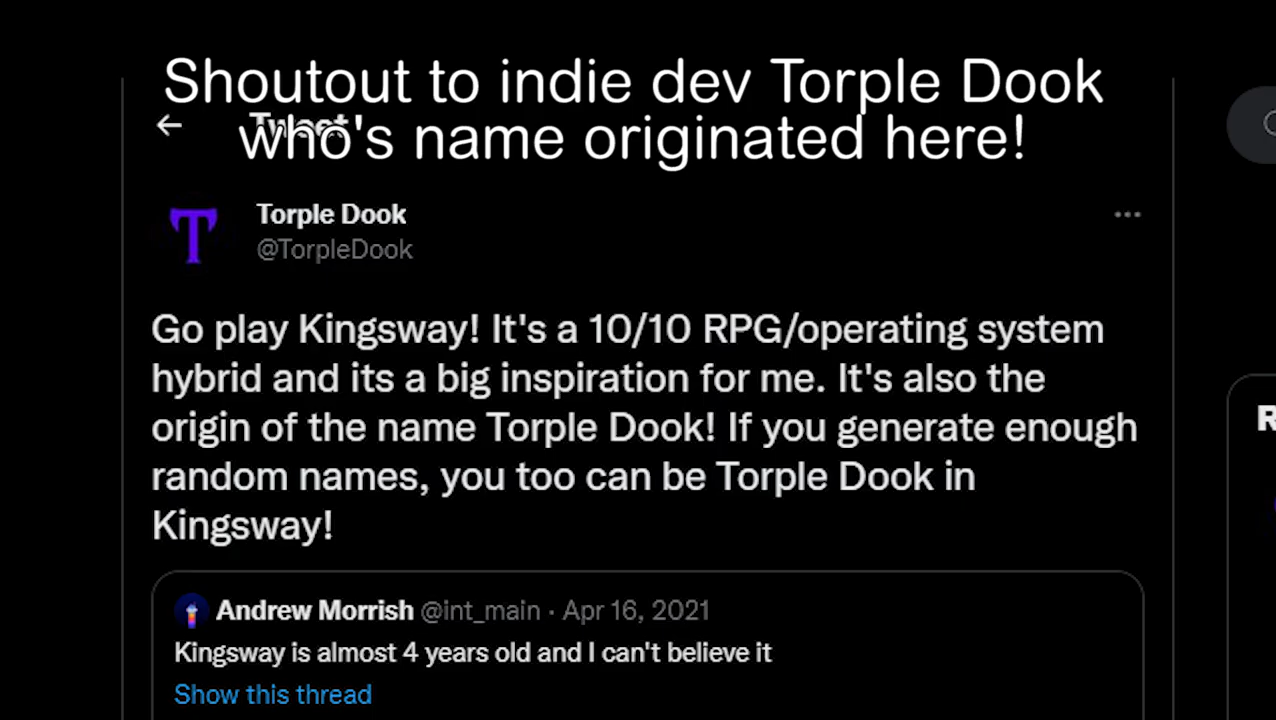 Shoutout to indie dev Torple Dook
who's name originated here!
Tweet
Torple Dook
@TorpleDook
Go play Kingsway! It's a 10/10 RPG/operating system
hybrid and its a big inspiration for me. It's also the
origin of the name Torple Dook! If you generate enough
random names, you too can be Torple Dook in
Kingsway!
Andrew Morrish @int_main · Apr 16, 2021
Kingsway is almost 4 years old and I can't believe it
Show this thread